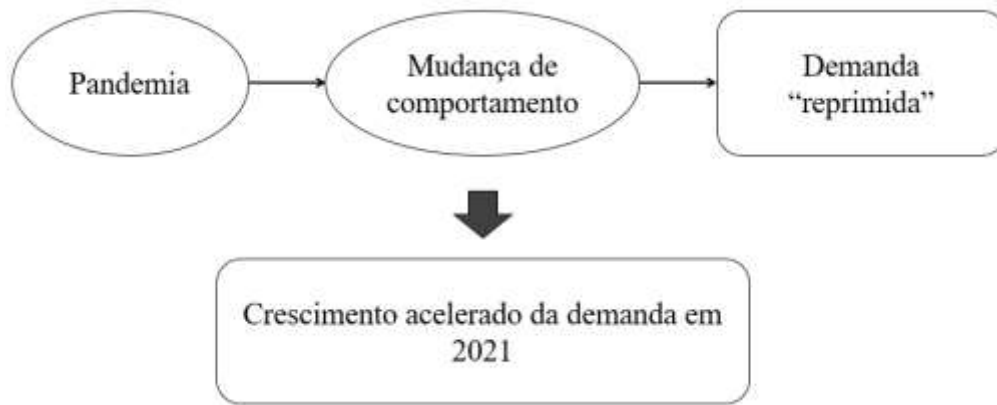 Pandemia
Mudança de
comportamento
Demanda
“reprimida”
Crescimento acelerado da demanda em
2021